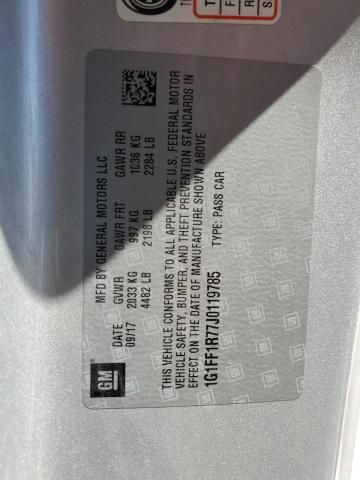 MFD BY GENERAL MOTORS LLC
DATE GVWR GAWR FRT GAWR RR
09/17 2033 KG 997 KG 1036 KG
4482 LB 2198 LB 2284 LB
THIS VEHICLE CONFORMS TO ALL APPLICABLE U.S. FEDERAL MOTOR
VEHICLE SAFETY, BUMPER, AND THEFT PREVENTION STANDARDS IN
EFFECT ON THE DATE OF MANUFACTURE SHOWN ABOVE
1G1FF1R77J0119785 TYPE: PASS CAR
GM